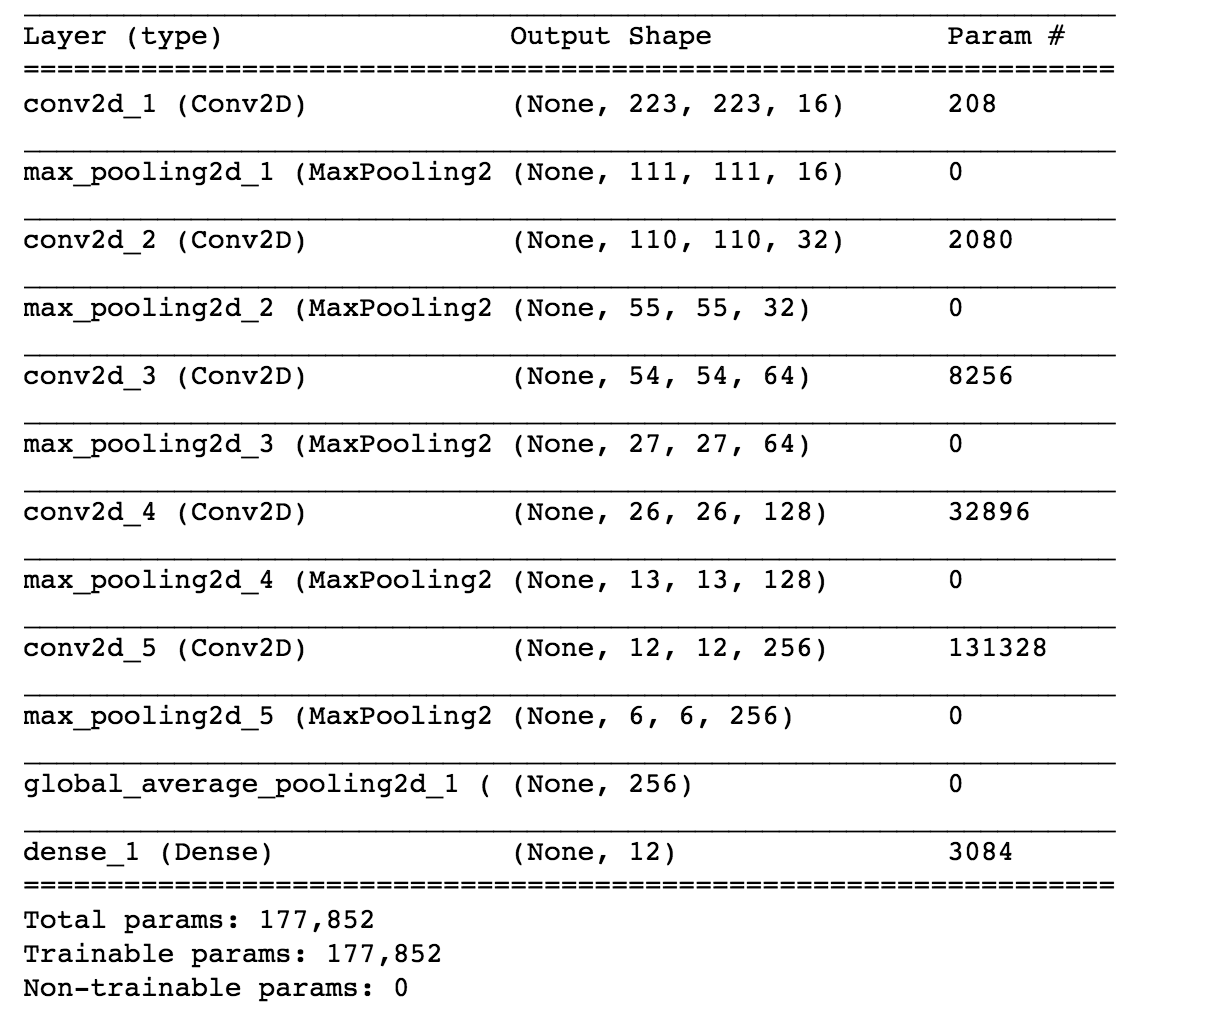 Layer (type) Output Shape Param #
=================================================================
conv2d_1 (Conv2D) (None, 223, 223, 16) 208
max_pooling2d_1 (MaxPooling2 (None, 111, 111, 16) 0
conv2d_2 (Conv2D) (None, 110, 110, 32) 2080
max_pooling2d_2 (MaxPooling2 (None, 55, 55, 32) 0
conv2d_3 (Conv2D) (None, 54, 54, 64) 8256
max_pooling2d_3 (MaxPooling2 (None, 27, 27, 64) 0
conv2d_4 (Conv2D) (None, 26, 26, 128) 32896
max_pooling2d_4 (MaxPooling2 (None, 13, 13, 128) 0
conv2d_5 (Conv2D) (None, 12, 12, 256) 131328
max_pooling2d_5 (MaxPooling2 (None, 6, 6, 256) 0
global_average_pooling2d_1 ( (None, 256) 0
dense_1 (Dense) (None, 12) 3084
=================================================================
Total params: 177,852
Trainable params: 177,852
Non-trainable params: 0